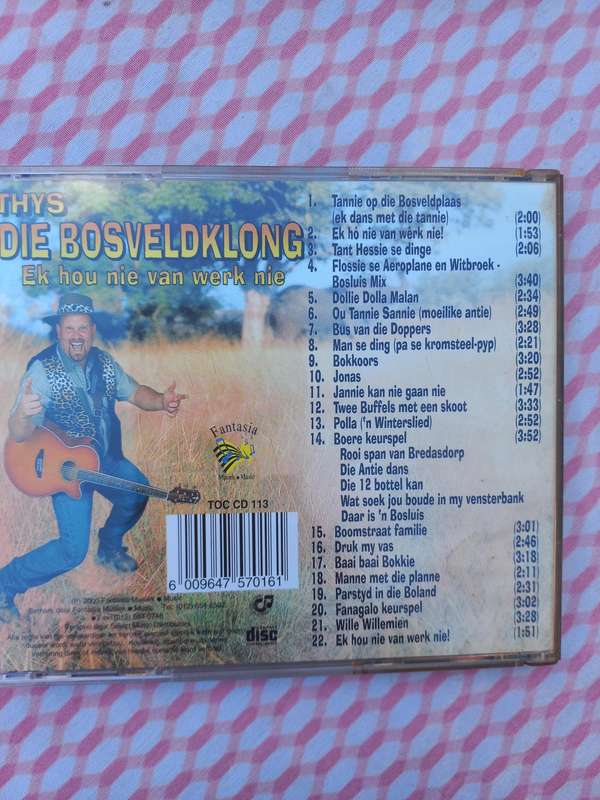 THYS
DIE BOSVELDKLONG
Ek hou nie van werk nie
Fantasia
Musiek • Music
TOC CD 113
6 009647 570161
disc
1. Tannie op die Bosveldplaas
(ek dans met die tannie) (2:00)
2. Ek hó nie van wérk nie! (1:53)
3. Tant Hessie se dinge (2:06)
4. Flossie se Aeroplane en Witbroek -
Bosluis Mix (3:40)
5. Dollie Dolla Malan (2:34)
6. Ou Tannie Sannie (moeilike antie) (2:49)
7. Bus van die Doppers (3:28)
8. Man se ding (pa se kromsteel-pyp) (2:21)
9. Bokkoors (3:20)
10. Jonas (2:52)
11. Jannie kan nie gaan nie (1:47)
12. Twee Buffels met een skoot (3:33)
13. Polla ('n Winterslied) (2:52)
14. Boere keurspel (3:52)
Rooi span van Bredasdorp
Die Antie dans
Die 12 bottel kan
Wat soek jou boude in my vensterbank
Daar is 'n Bosluis
15. Boomstraat familie (3:01)
16. Druk my vas (2:46)
17. Baai baai Bokkie (3:18)
18. Manne met die planne (2:11)
19. Parstyd in die Boland (2:31)
20. Fanagalo keurspel (3:02)
21. Wille Willemien (3:28)
22. Ek hou nie van werk nie! (1:51)